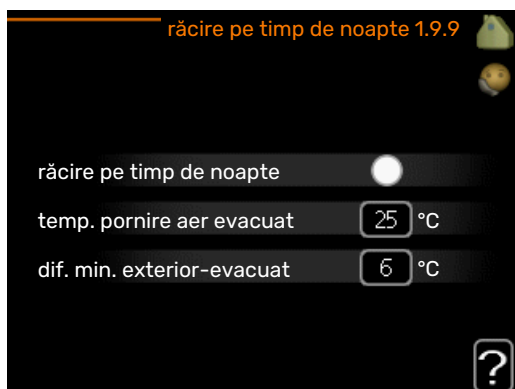 răcire pe timp de noapte 1.9.9
răcire pe timp de noapte
temp. pornire aer evacuat 25 °C
dif. min. exterior-evacuat 6 °C
?